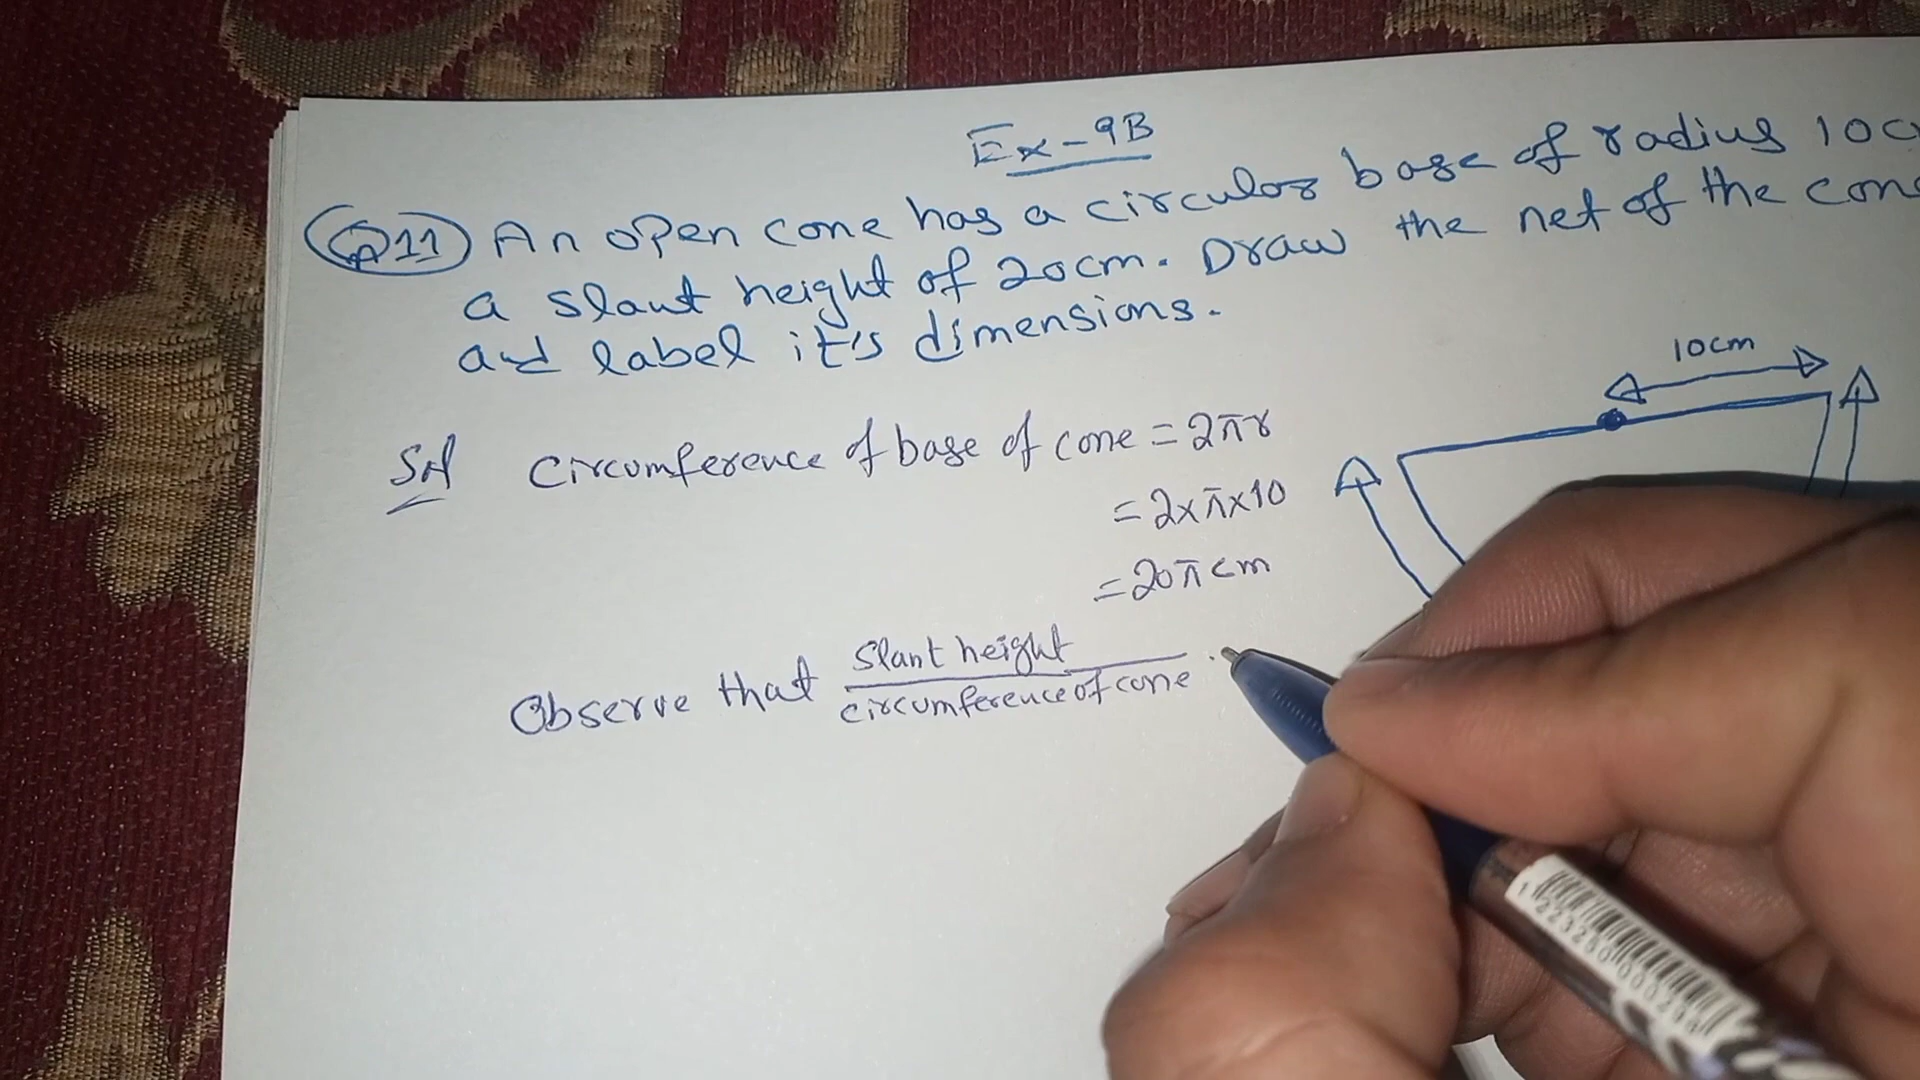 Ex-9B
Q11 An open cone has a circular base of radius 10c
a slant height of 20cm. Draw the net of the cone
and label it's dimensions.
10cm
Sol Circumference of base of cone = 2πr
= 2×π×10
= 20π cm
Observe that slant height
circumference of cone